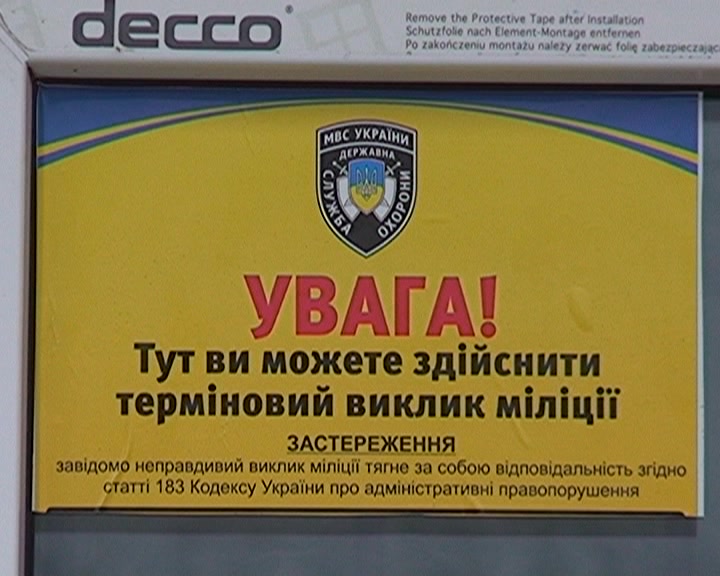 decco®
Remove the Protective Tape after Installation
Schutzfolie nach Element-Montage entfernen
Po zakończeniu montażu należy zerwać folię zabezpieczając
МВС УКРАЇНИ
ДЕРЖАВНА
СЛУЖБА ОХОРОНИ
УВАГА!
Тут ви можете здійснити
терміновий виклик міліції
ЗАСТЕРЕЖЕННЯ
завідомо неправдивий виклик міліції тягне за собою відповідальність згідно
статті 183 Кодексу України про адміністративні правопорушення